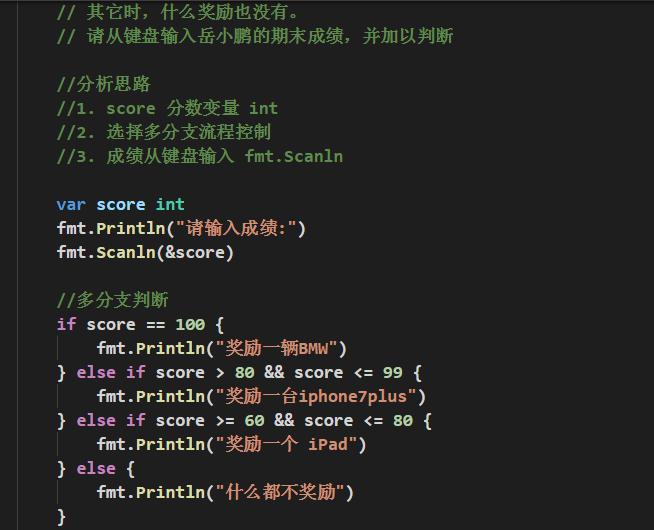 // 其它时，什么奖励也没有。
// 请从键盘输入岳小鹏的期末成绩，并加以判断
//分析思路
//1. score 分数变量 int
//2. 选择多分支流程控制
//3. 成绩从键盘输入 fmt.Scanln
var score int
fmt.Println("请输入成绩:")
fmt.Scanln(&score)
//多分支判断
if score == 100 {
fmt.Println("奖励一辆BMW")
} else if score > 80 && score <= 99 {
fmt.Println("奖励一台iphone7plus")
} else if score >= 60 && score <= 80 {
fmt.Println("奖励一个 iPad")
} else {
fmt.Println("什么都不奖励")
}